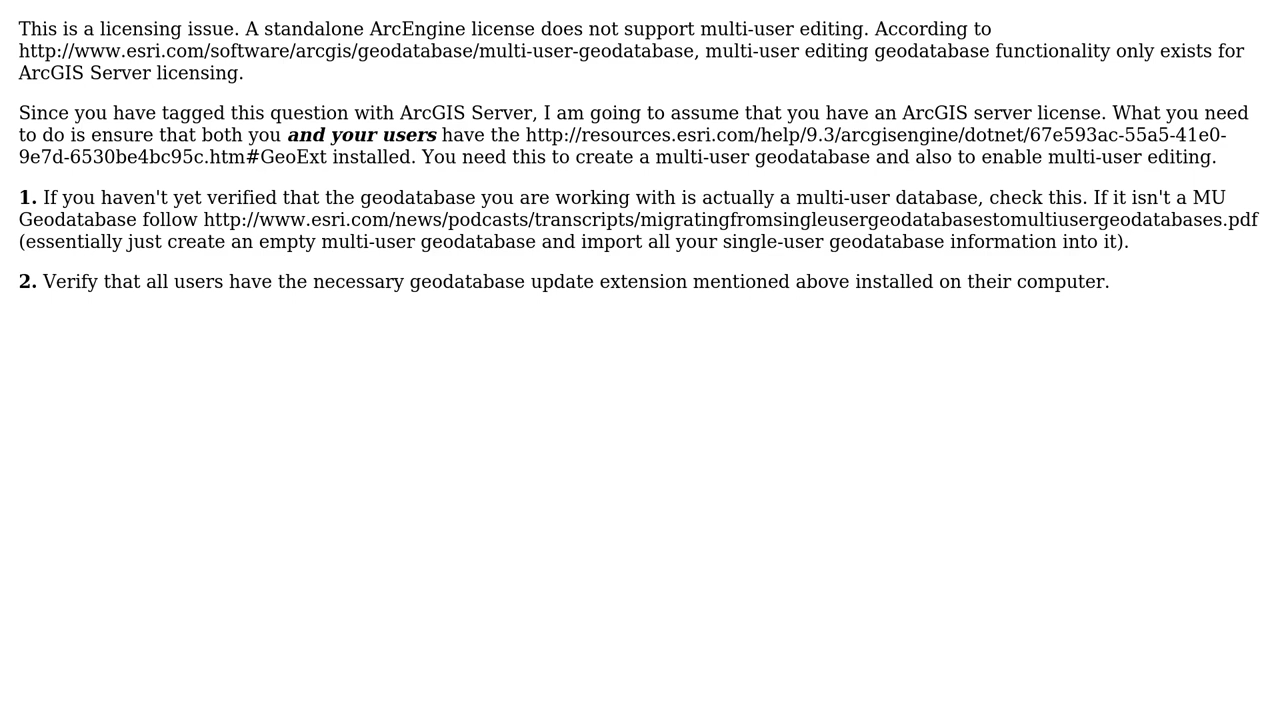 This is a licensing issue. A standalone ArcEngine license does not support multi-user editing. According to
http://www.esri.com/software/arcgis/geodatabase/multi-user-geodatabase, multi-user editing geodatabase functionality only exists for
ArcGIS Server licensing.
Since you have tagged this question with ArcGIS Server, I am going to assume that you have an ArcGIS server license. What you need
to do is ensure that both you and your users have the http://resources.esri.com/help/9.3/arcgisengine/dotnet/67e593ac-55a5-41e0-
9e7d-6530be4bc95c.htm#GeoExt installed. You need this to create a multi-user geodatabase and also to enable multi-user editing.
1. If you haven't yet verified that the geodatabase you are working with is actually a multi-user database, check this. If it isn't a MU
Geodatabase follow http://www.esri.com/news/podcasts/transcripts/migratingfromsingleusergeodatabasestomultiusergeodatabases.pdf
(essentially just create an empty multi-user geodatabase and import all your single-user geodatabase information into it).
2. Verify that all users have the necessary geodatabase update extension mentioned above installed on their computer.